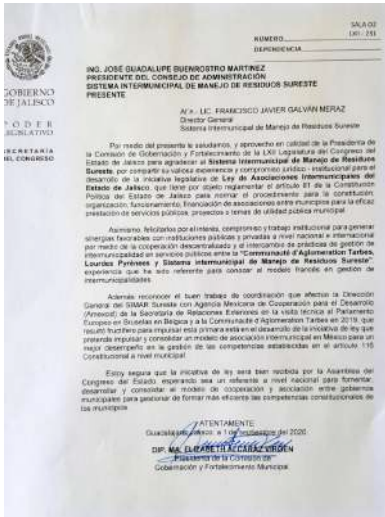 SALA-02
LXII - 251
NUMERO
DEPENDENCIA
GOBIERNO
DE JALISCO
PODER
LEGISLATIVO
SECRETARÍA
DEL CONGRESO
ING. JOSÉ GUADALUPE BUENROSTRO MARTINEZ
PRESIDENTE DEL CONSEJO DE ADMINISTRACIÓN
SISTEMA INTERMUNICIPAL DE MANEJO DE RESIDUOS SURESTE
PRESENTE
LIC. FRANCISCO JAVIER GALVÁN MERAZ
Director General
Sistema Intermunicipal de Manejo de Residuos Sureste
Por medio del presente le saludamos, y aprovecho en calidad de la Presidenta de
la Comisión de Gobernación y Fortalecimiento de la LXII Legislatura del Congreso del
Estado de Jalisco para agradecer al Sistema Intermunicipal de Manejo de Residuos
Sureste, por compartir su valiosa experiencia y compromiso jurídico - institucional para el
desarrollo de la iniciativa legislativa de Ley de Asociaciones Intermunicipales del
Estado de Jalisco, que tiene por objeto reglamentar el artículo 81 de la Constitución
Política del Estado de Jalisco para normar el procedimiento para la constitución,
organización, funcionamiento, financiación de asociaciones entre municipios para la eficaz
prestación de servicios públicos, proyectos o temas de utilidad pública municipal.
Asimismo, felicitarlos por el interés, compromiso y trabajo institucional para generar
sinergias favorables con instituciones públicas y privadas a nivel nacional e internacional
por medio de la cooperación descentralizada y el intercambio de prácticas de gestión de
intermunicipalidad en servicios públicos entre la "Communauté d'Aglomeration Tarbes,
Lourdes Pyrénées y Sistema Intermunicipal de Manejo de Residuos Sureste"
experiencia que ha sido referente para conocer el modelo francés en gestión de
intermunicipalidades.
Además reconocer el buen trabajo de coordinación que efectuo la Dirección
General del SIMAR Sureste con Agencia Mexicana de Cooperación para el Desarrollo
(Amexcid) de la Secretaría de Relaciones Exteriores en la visita técnica al Parlamento
Europeo en Bruselas en Bélgica y a la Communauté d'Aglomeration Tarbes en 2019, que
resultó fructífero para impulsar esta primera está en el desarrollo de la iniciativa de ley que
pretende impulsar y consolidar un modelo de asociación intermunicipal en México para un
mejor desempeño en la gestión de las competencias establecidas en el artículo 115
Constitucional a nivel municipal.
Estoy segura que la iniciativa de ley sera bien recibida por la Asamblea del
Congreso del Estado, esperando sea un referente a nivel nacional para fomentar,
desarrollar y consolidar el modelo de cooperación y asociación entre gobiernos
municipales para gestionar de formar más eficiente las competencias constitucionales de
los municipios.
ATENTAMENTE
Guadalajara Jalisco, a 1 de septiembre del 2020
DIP. MA. ELIZABETH ALCARAZ VIRGEN
Presidenta de la Comisión de
Gobernación y Fortalecimiento Municipal.